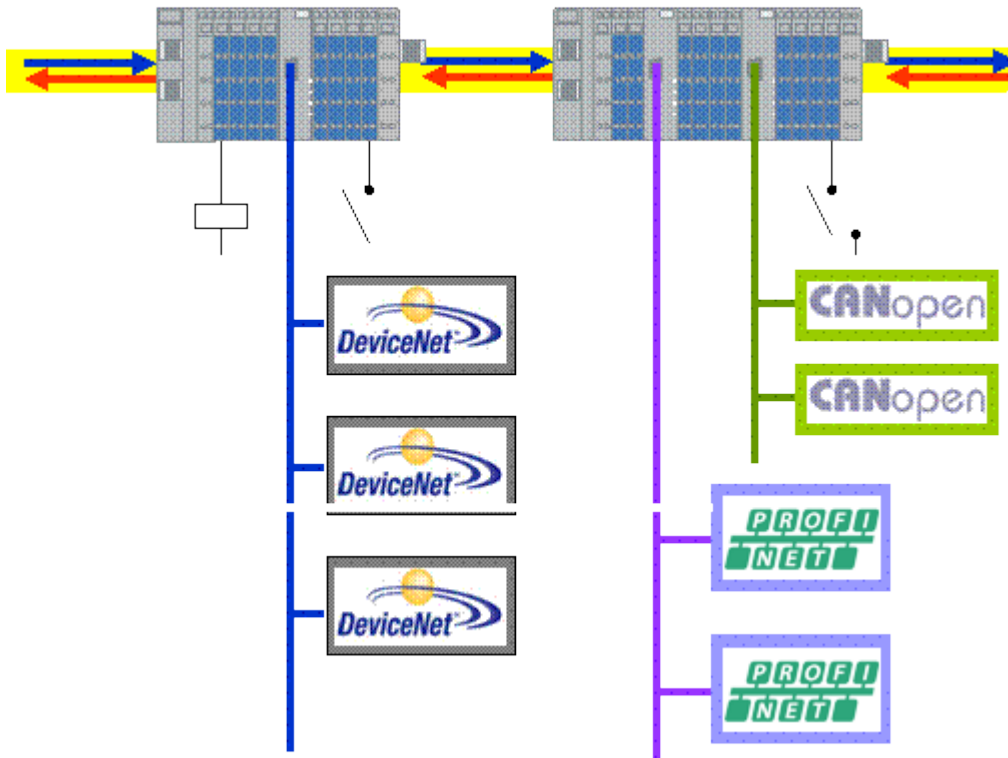 DeviceNet
CANopen
CANopen
DeviceNet
PROFI
NET
DeviceNet
PROFI
NET